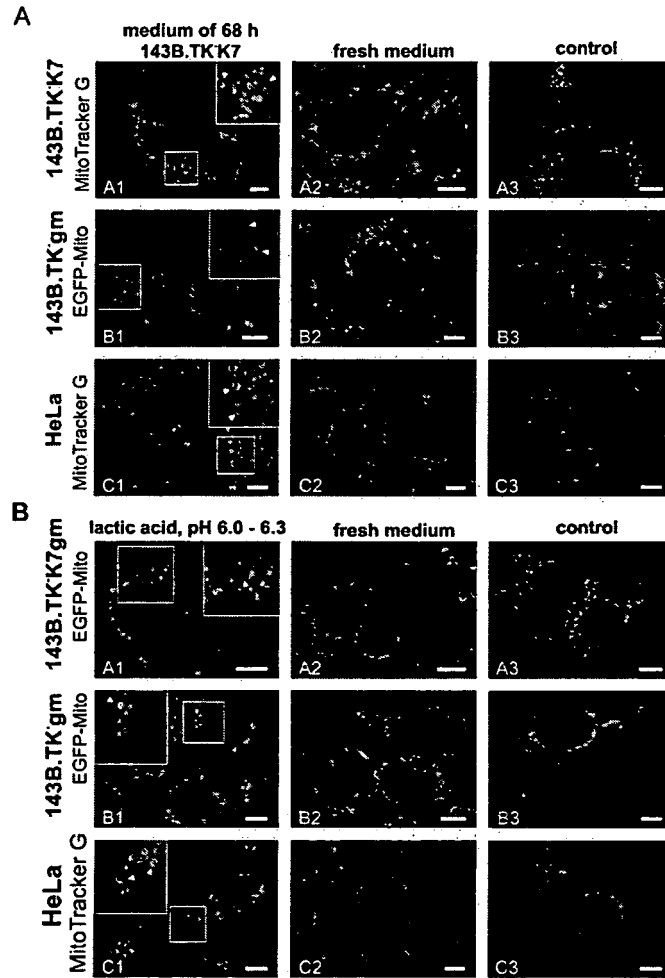 A
medium of 68 h
143B.TK⁻K7
fresh medium
control
143B.TK⁻K7
MitoTracker G
A1
A2
A3
143B.TK⁻gm
EGFP-Mito
B1
B2
B3
HeLa
MitoTracker G
C1
C2
C3
B
lactic acid, pH 6.0 - 6.3
fresh medium
control
143B.TK⁻K7gm
EGFP-Mito
A1
A2
A3
143B.TK⁻gm
EGFP-Mito
B1
B2
B3
HeLa
MitoTracker G
C1
C2
C3